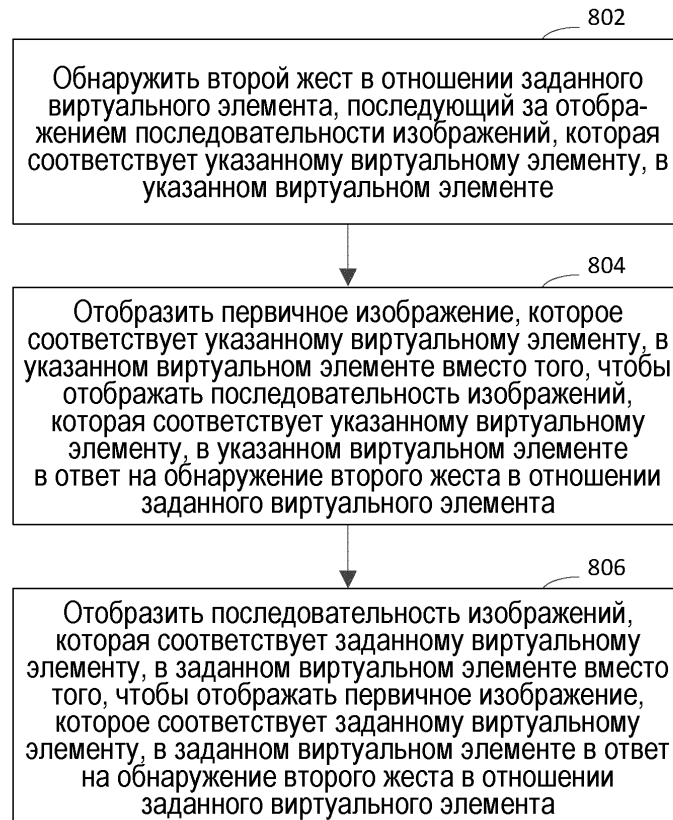 802
Обнаружить второй жест в отношении заданного
виртуального элемента, последующий за отобра-
жением последовательности изображений, которая
соответствует указанному виртуальному элементу, в
указанном виртуальном элементе
804
Отобразить первичное изображение, которое
соответствует указанному виртуальному элементу, в
указанном виртуальном элементе вместо того, чтобы
отображать последовательность изображений,
которая соответствует указанному виртуальному
элементу, в указанном виртуальном элементе
в ответ на обнаружение второго жеста в отношении
заданного виртуального элемента
806
Отобразить последовательность изображений,
которая соответствует заданному виртуальному
элементу, в заданном виртуальном элементе вместо
того, чтобы отображать первичное изображение,
которое соответствует заданному виртуальному
элементу, в заданном виртуальном элементе в ответ
на обнаружение второго жеста в отношении
заданного виртуального элемента